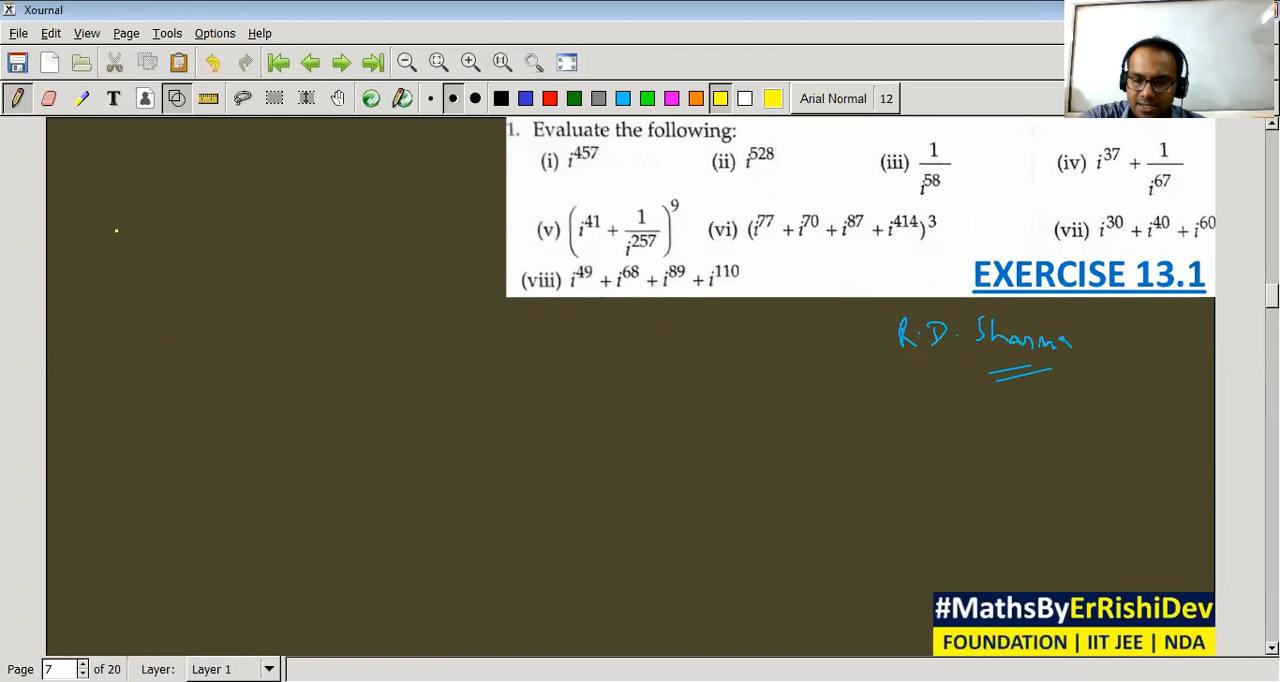 Xournal
File Edit View Page Tools Options Help
T Arial Normal 12
1. Evaluate the following:
(i) i^457 (ii) i^528 (iii) 1/i^58 (iv) i^37 + 1/i^67
(v) (i^41 + 1/i^257)^9 (vi) (i^77 + i^70 + i^87 + i^414)^3 (vii) i^30 + i^40 + i^60
(viii) i^49 + i^68 + i^89 + i^110
EXERCISE 13.1
R.D. Sharma
#MathsByErRishiDev
FOUNDATION | IIT JEE | NDA
Page 7 of 20 Layer: Layer 1